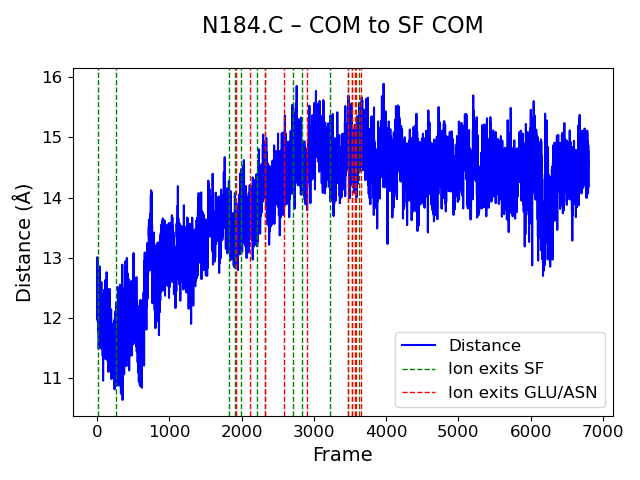 N184.C – COM to SF COM
Distance (Å)
16
15
14
13
12
11
Distance
Ion exits SF
Ion exits GLU/ASN
0 1000 2000 3000 4000 5000 6000 7000
Frame